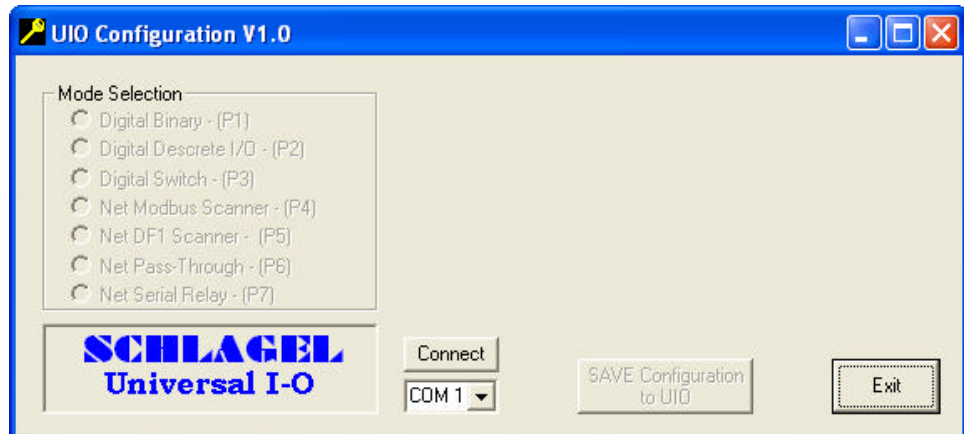 UIO Configuration V1.0
Mode Selection
Digital Binary - (P1)
Digital Descrete I/O - (P2)
Digital Switch - (P3)
Net Modbus Scanner - (P4)
Net DF1 Scanner - (P5)
Net Pass-Through - (P6)
Net Serial Relay - (P7)
SCHLAGEL
Universal I-O
Connect
COM 1
SAVE Configuration
to UIO
Exit